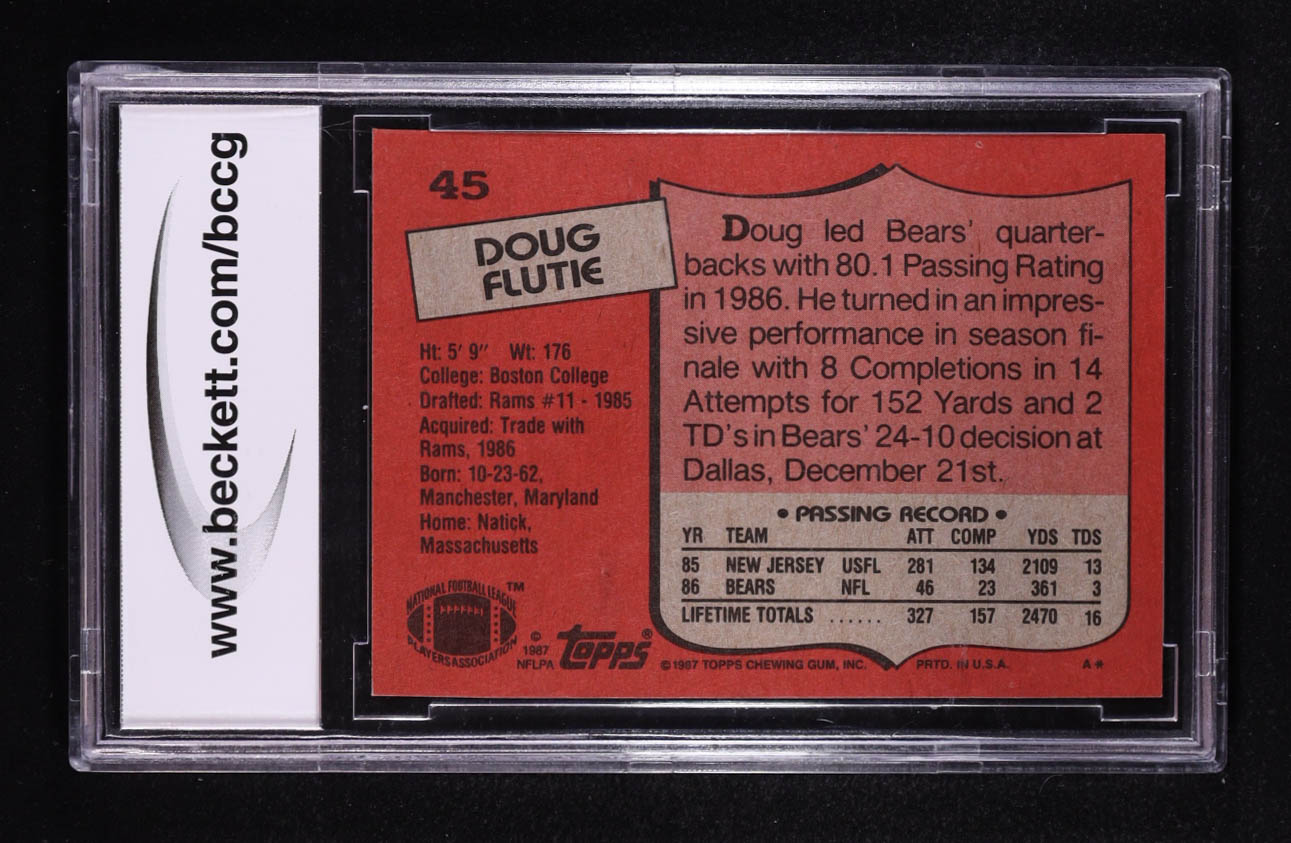 www.beckett.com/bccg
45
DOUG
FLUTIE
Ht: 5' 9" Wt: 176
College: Boston College
Drafted: Rams #11 - 1985
Acquired: Trade with
Rams, 1986
Born: 10-23-62,
Manchester, Maryland
Home: Natick,
Massachusetts
NATIONAL FOOTBALL LEAGUE
PLAYERS ASSOCIATION
TM
©
1987
NFLPA
Topps®
Doug led Bears' quarter-
backs with 80.1 Passing Rating
in 1986. He turned in an impres-
sive performance in season fi-
nale with 8 Completions in 14
Attempts for 152 Yards and 2
TD's in Bears' 24-10 decision at
Dallas, December 21st.
• PASSING RECORD •
YR TEAM ATT COMP YDS TDS
85 NEW JERSEY USFL 281 134 2109 13
86 BEARS NFL 46 23 361 3
LIFETIME TOTALS ...... 327 157 2470 16
©1987 TOPPS CHEWING GUM, INC. PRTD. IN U.S.A. A*